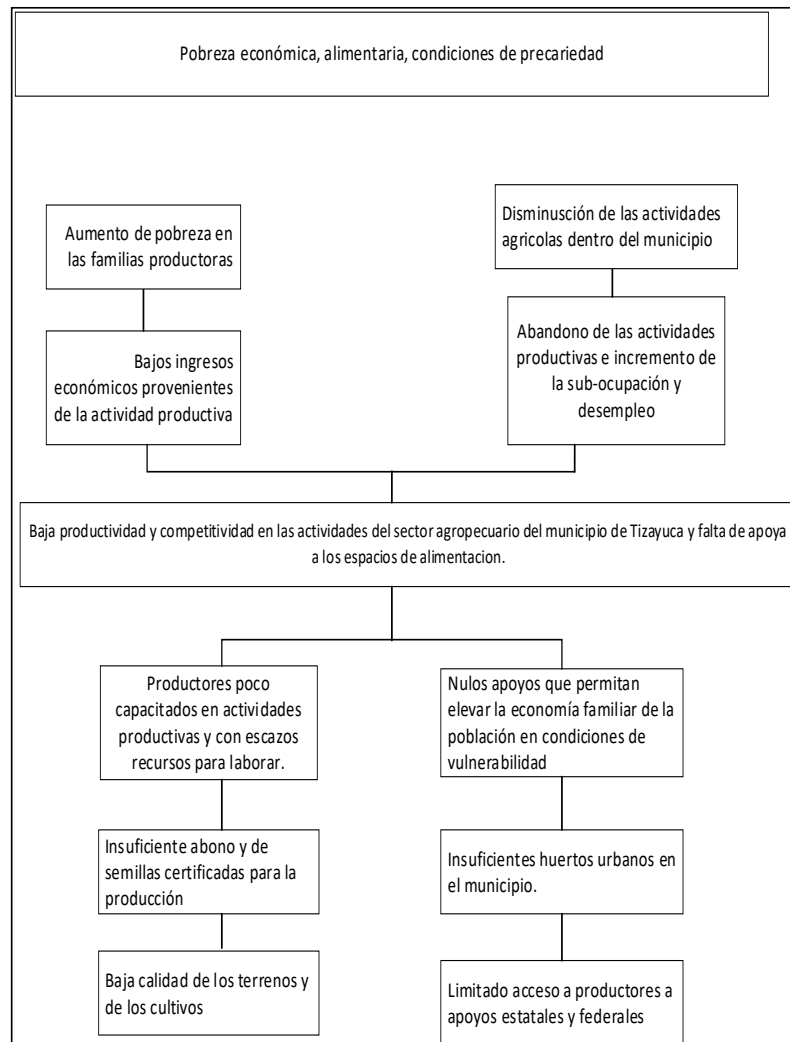 Pobreza económica, alimentaria, condiciones de precariedad
Aumento de pobreza en
las familias productoras
Disminusción de las actividades
agricolas dentro del municipio
Bajos ingresos
económicos provenientes
de la actividad productiva
Abandono de las actividades
productivas e incremento de
la sub-ocupación y
desempleo
Baja productividad y competitividad en las actividades del sector agropecuario del municipio de Tizayuca y falta de apoya
a los espacios de alimentacion.
Productores poco
capacitados en actividades
productivas y con escazos
recursos para laborar.
Nulos apoyos que permitan
elevar la economía familiar de la
población en condiciones de
vulnerabilidad
Insuficiente abono y de
semillas certificadas para la
producción
Insuficientes huertos urbanos en
el municipio.
Baja calidad de los terrenos y
de los cultivos
Limitado acceso a productores a
apoyos estatales y federales